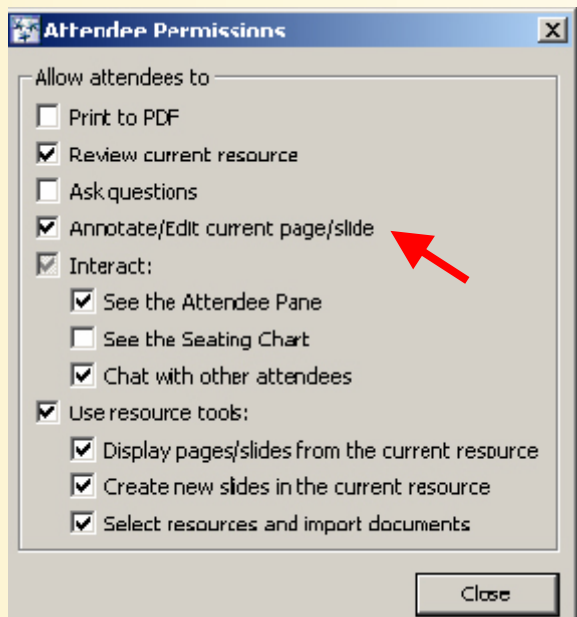 Attendee Permissions
Allow attendees to
Print to PDF
Review current resource
Ask questions
Annotate/Edit current page/slide
Interact:
See the Attendee Pane
See the Seating Chart
Chat with other attendees
Use resource tools:
Display pages/slides from the current resource
Create new slides in the current resource
Select resources and import documents
Close